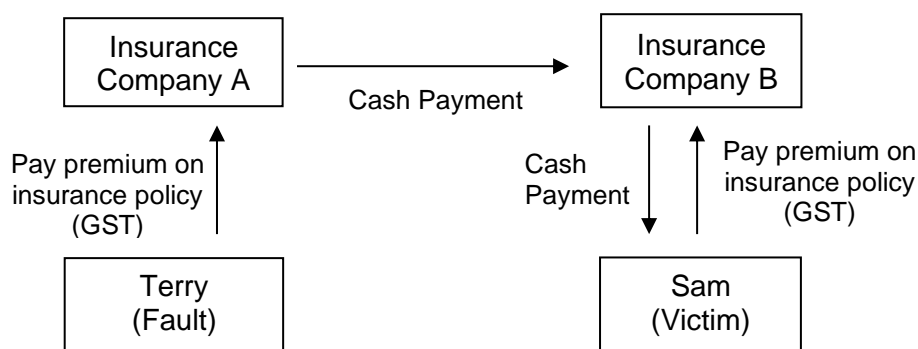 Insurance
Company A
Insurance
Company B
Cash Payment
Pay premium on
insurance policy
(GST)
Cash
Payment
Pay premium on
insurance policy
(GST)
Terry
(Fault)
Sam
(Victim)